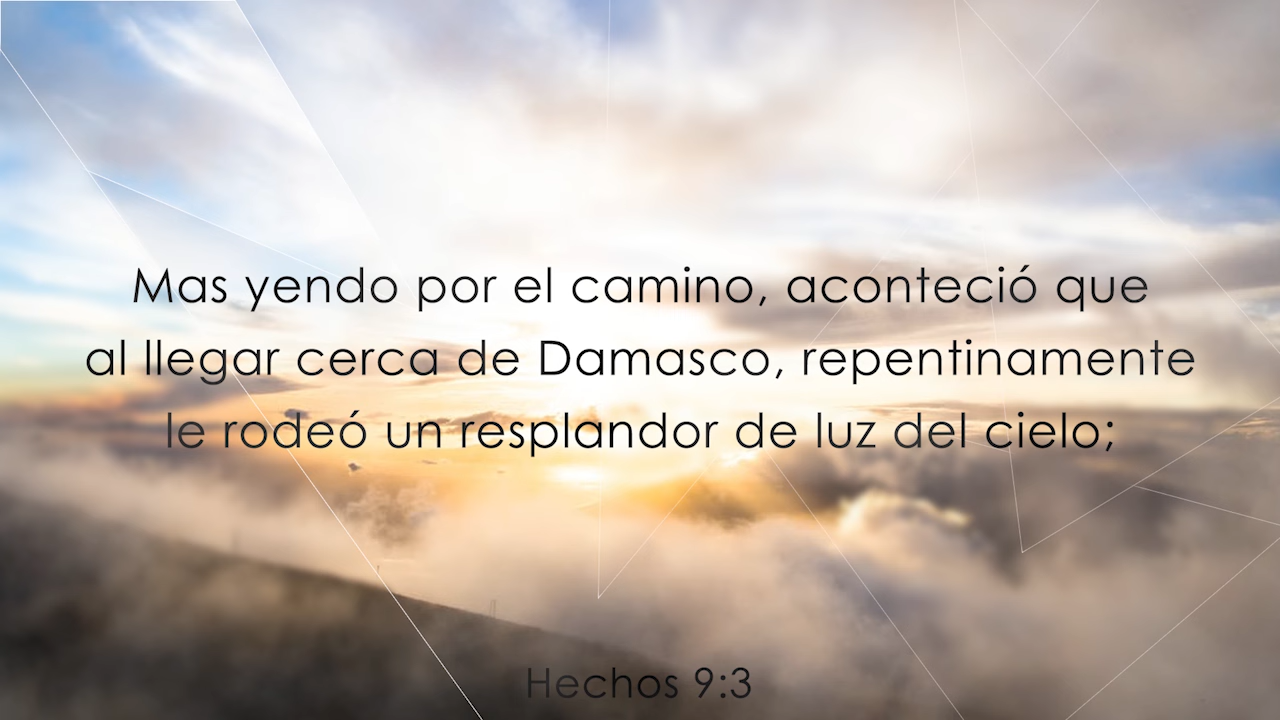 Mas yendo por el camino, aconteció que
al llegar cerca de Damasco, repentinamente
le rodeó un resplandor de luz del cielo;
Hechos 9:3